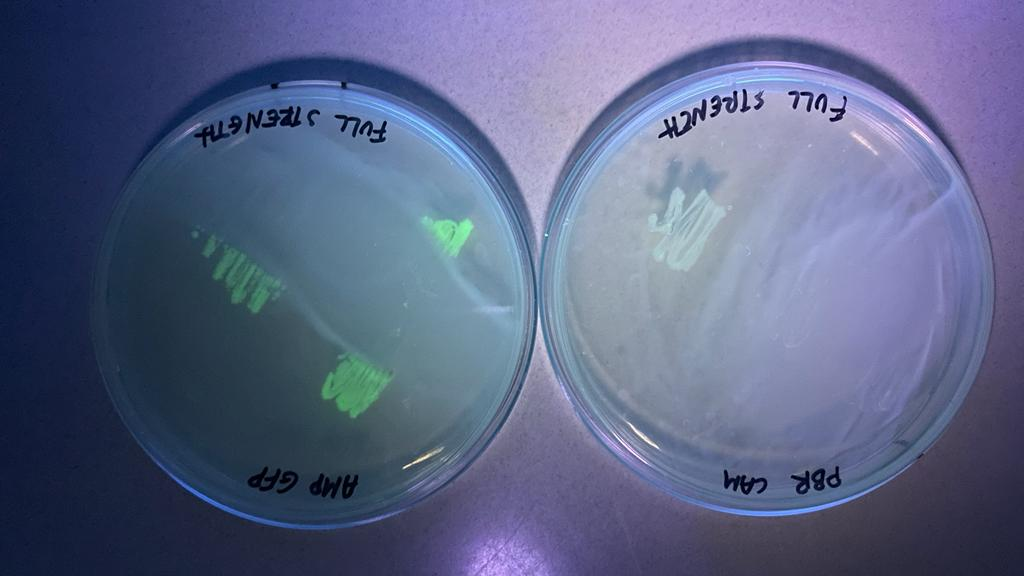 FULL STRENGTH
AMP GFP
FULL STRENGTH
PBR CAM